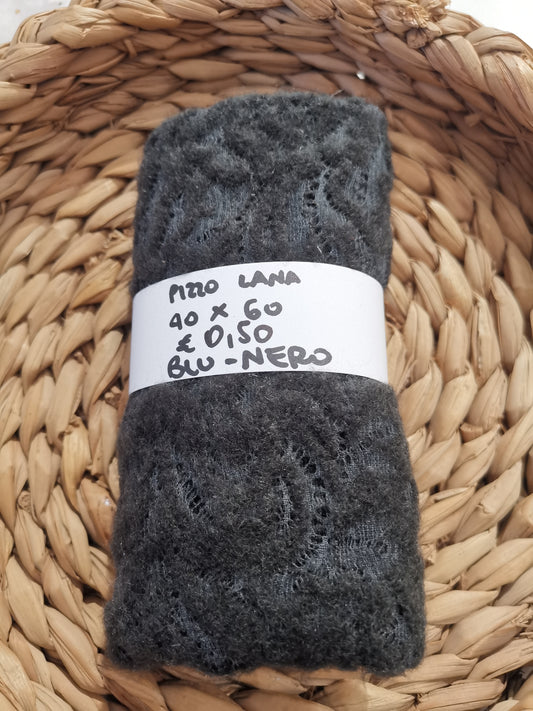 PIZZO LANA
40 X 60
€ 0,50
BLU - NERO